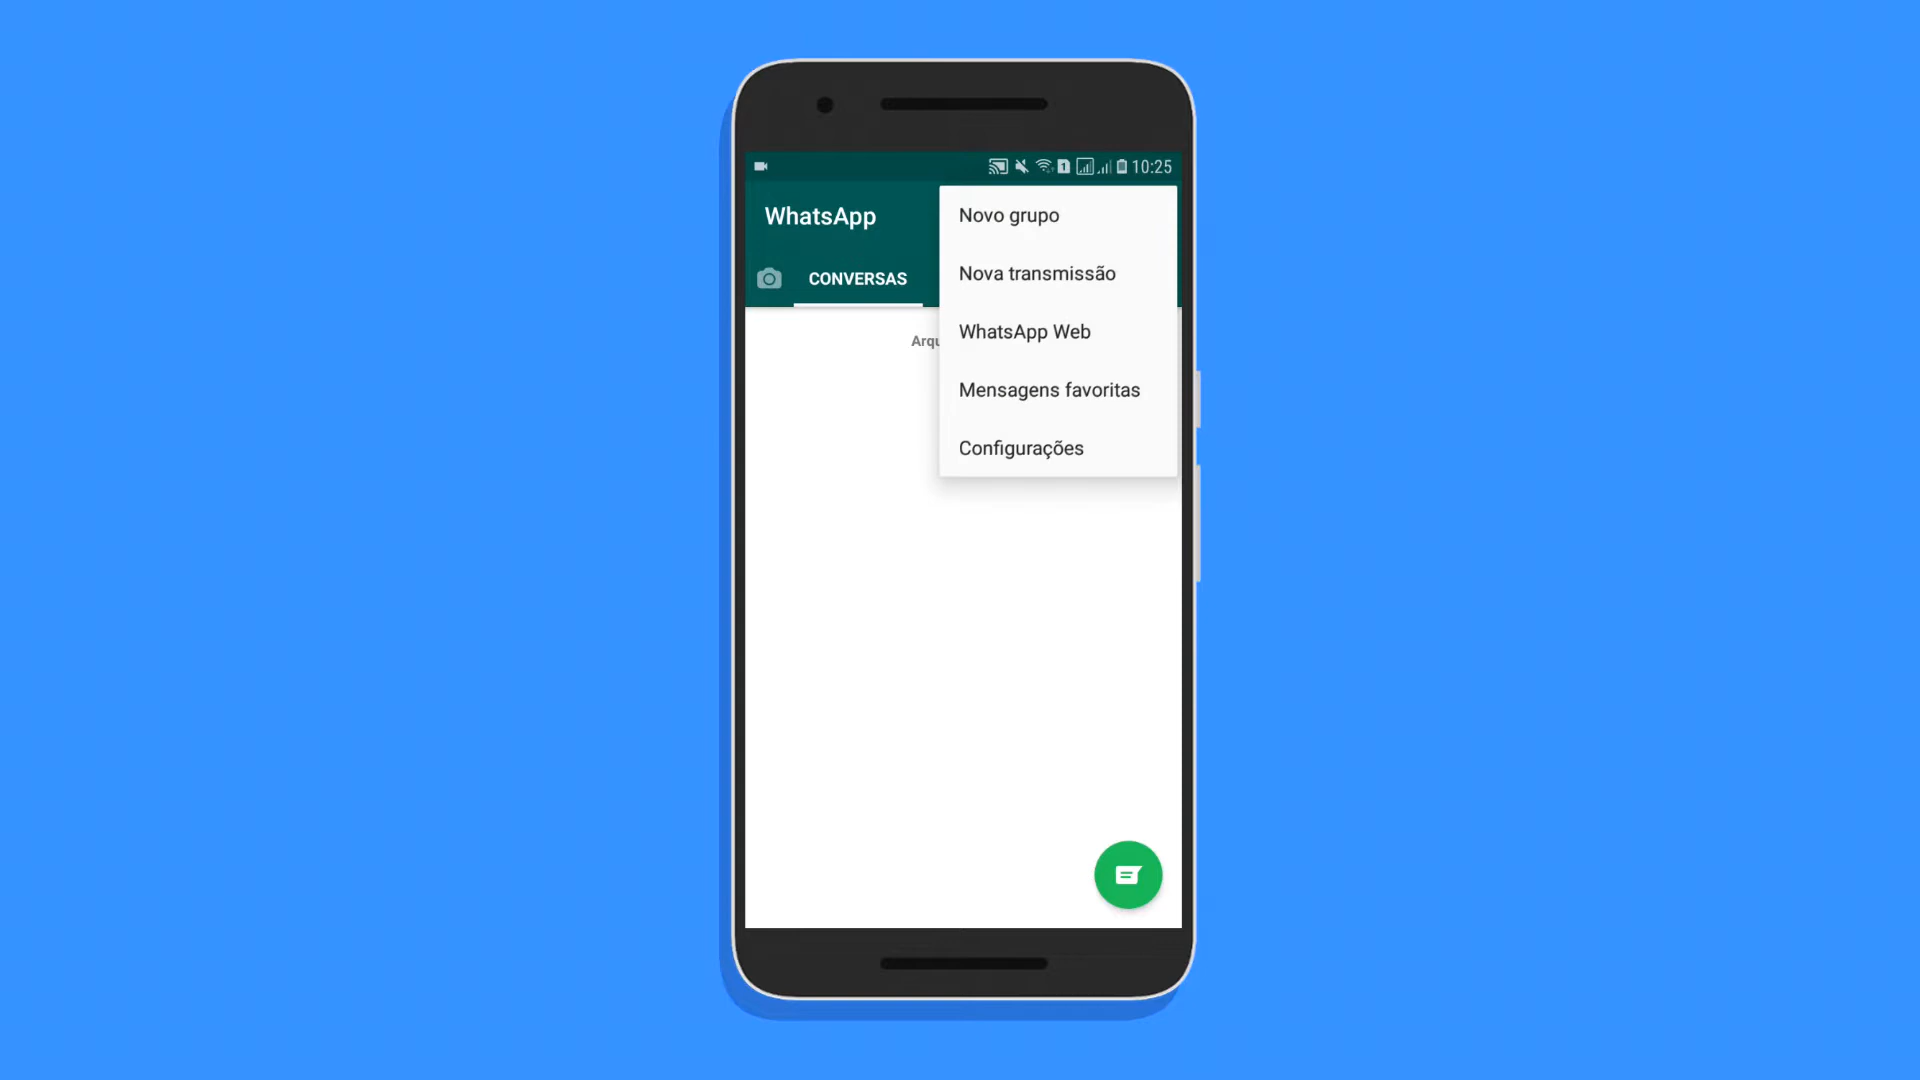 10:25
WhatsApp
CONVERSAS
Novo grupo
Nova transmissão
WhatsApp Web
Mensagens favoritas
Configurações